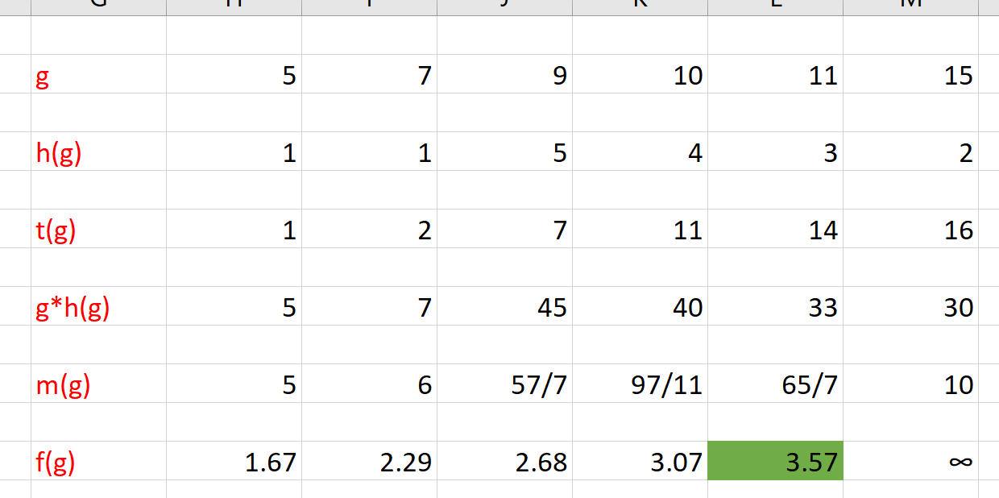 G H I J K L M
g 5 7 9 10 11 15
h(g) 1 1 5 4 3 2
t(g) 1 2 7 11 14 16
g*h(g) 5 7 45 40 33 30
m(g) 5 6 57/7 97/11 65/7 10
f(g) 1.67 2.29 2.68 3.07 3.57 ∞